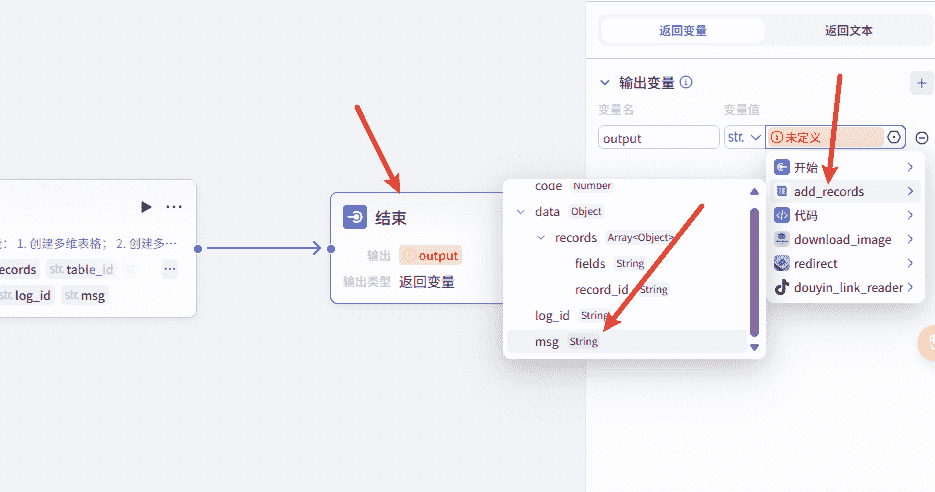 返回变量
返回文本
输出变量
变量名
变量值
output
str.
未定义
开始
add_records
代码
download_image
redirect
douyin_link_reader
code Number
data Object
records Array<Object>
fields String
record_id String
log_id String
msg String
结束
输出 output
输出类型 返回变量
1. 创建多维表格; 2. 创建多…
ecords str. table_id
str. log_id str. msg